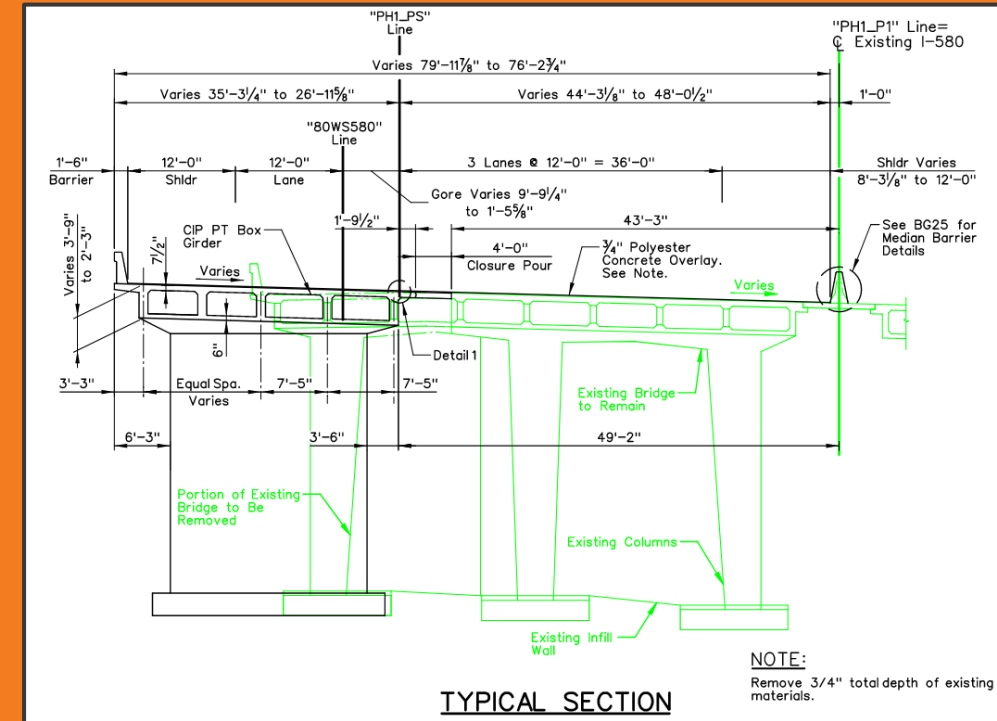 "PH1_PS"
Line
"PH1_P1" Line=
℄ Existing I-580
Varies 79'-11⅞" to 76'-2¾"
Varies 35'-3¼" to 26'-11⅝"
Varies 44'-3⅛" to 48'-0½"
1'-0"
"80WS580"
Line
1'-6"
Barrier
12'-0"
Shldr
12'-0"
Lane
3 Lanes @ 12'-0" = 36'-0"
Shldr Varies
8'-3⅛" to 12'-0"
Gore Varies 9'-9¼"
to 1'-5⅝"
1'-9½"
43'-3"
Varies 3'-9"
to 2'-3"
7½"
CIP PT Box
Girder
4'-0"
Closure Pour
¾" Polyester
Concrete Overlay.
See Note.
See BG25 for
Median Barrier
Details
Varies
Varies
6"
Detail 1
3'-3"
Equal Spa.
Varies
7'-5"
7'-5"
Existing Bridge
to Remain
6'-3"
3'-6"
49'-2"
Portion of Existing
Bridge to Be
Removed
Existing Columns
Existing Infill
Wall
NOTE:
Remove 3/4" total depth of existing
materials.
TYPICAL SECTION